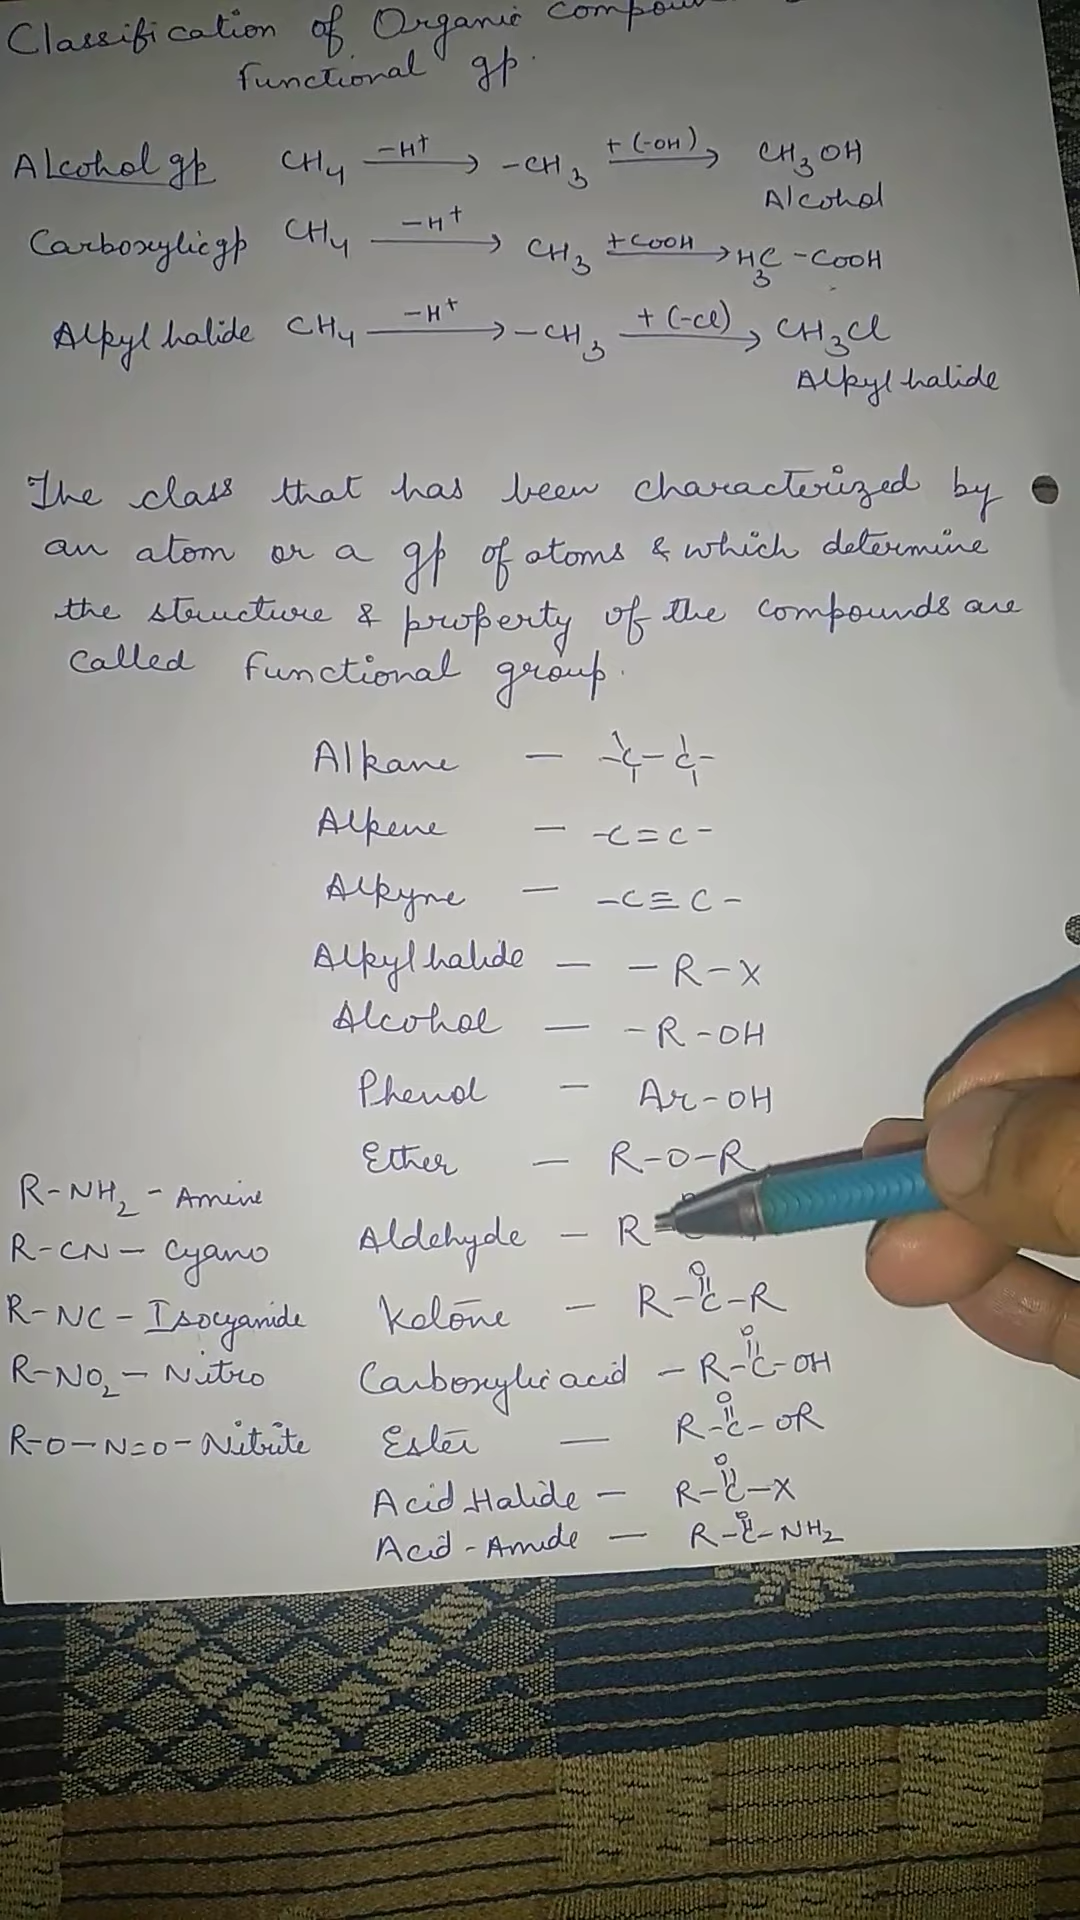 Classification of Organic compou
functional gp.
Alcohol gp CH4 -H+ → -CH3 +(-OH) → CH3OH
Alcohol
Carboxylic gp CH4 -H+ → CH3 +COOH → H3C-COOH
Alkyl halide CH4 -H+ → -CH3 +(-Cl) → CH3Cl
Alkyl halide
The class that has been characterized by
an atom or a gp of atoms & which determine
the structure & property of the compounds are
called functional group.
Alkane — -C-C-
Alkene — -C=C-
Alkyne — -C≡C-
Alkyl halide — -R-X
Alcohol — -R-OH
Phenol — Ar-OH
Ether — R-O-R
Aldehyde — R-
Ketone — R-C-R
O
Carboxylic acid — R-C-OH
O
Ester — R-C-OR
O
Acid Halide — R-C-X
O
Acid-Amide — R-C-NH2
O
R-NH2 - Amine
R-CN - Cyano
R-NC - Isocyanide
R-NO2 - Nitro
R-O-N=O - Nitrite